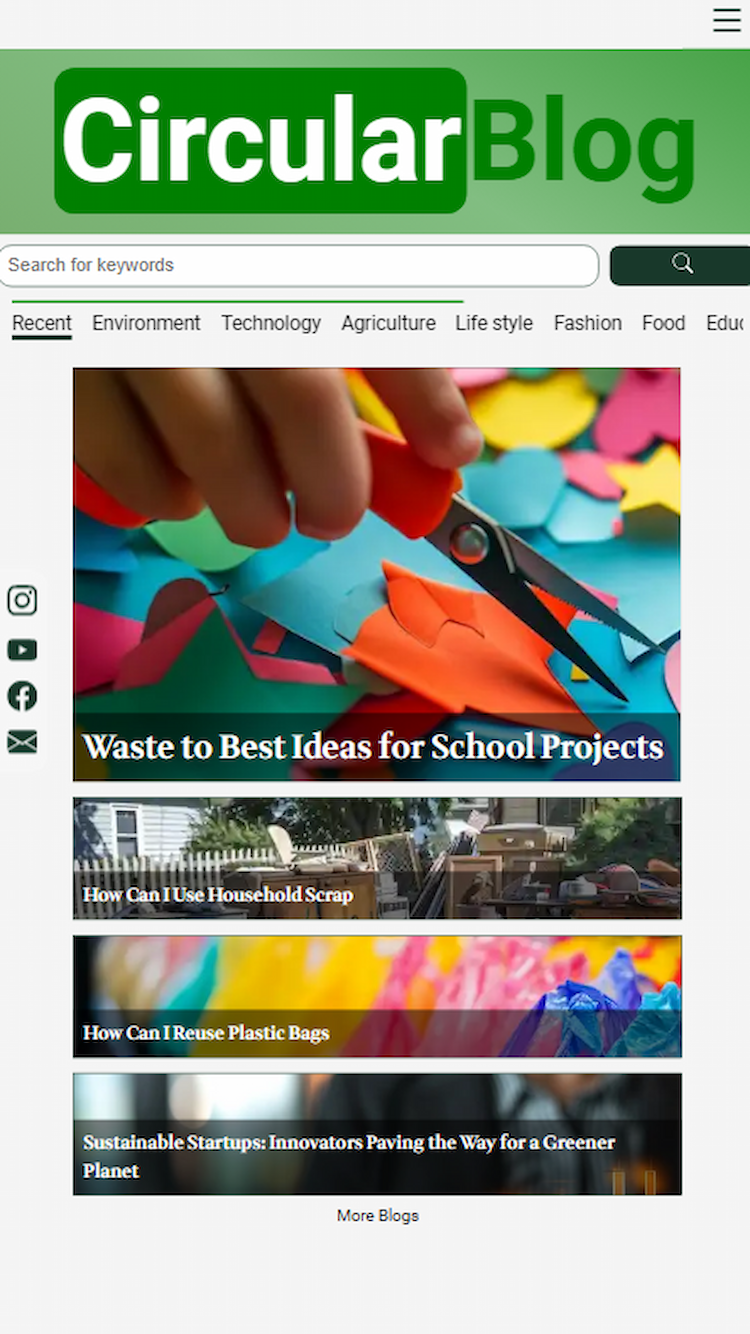 CircularBlog
Search for keywords
Recent Environment Technology Agriculture Life style Fashion Food
Waste to Best Ideas for School Projects
How Can I Use Household Scrap
How Can I Reuse Plastic Bags
Sustainable Startups: Innovators Paving the Way for a Greener
Planet
More Blogs